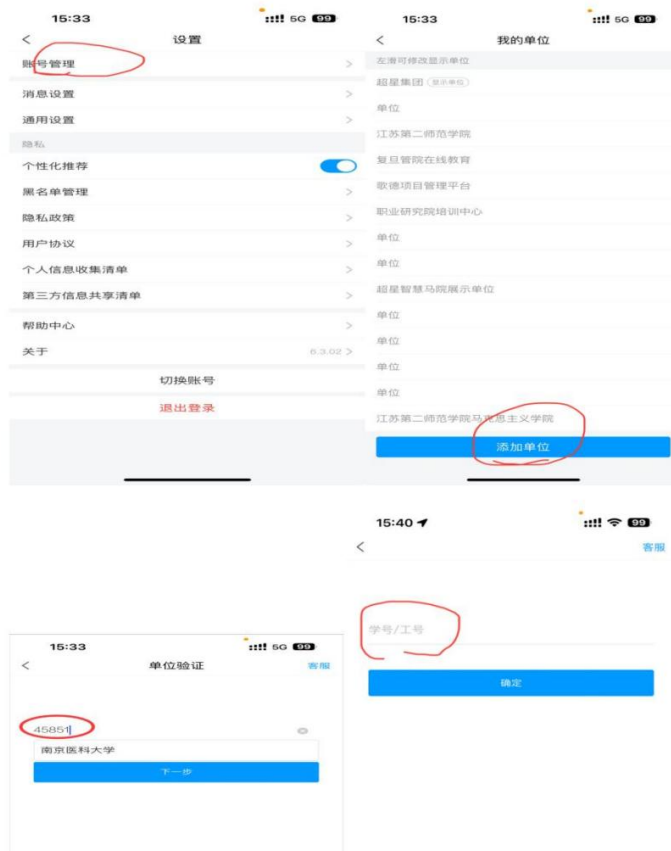 15:33
5G 99
设置
账号管理
消息设置
通用设置
隐私
个性化推荐
黑名单管理
隐私政策
用户协议
个人信息收集清单
第三方信息共享清单
帮助中心
关于 6.3.02
切换账号
退出登录
15:33
5G 99
我的单位
左滑可修改显示单位
超星集团 显示单位
单位
江苏第二师范学院
复旦管院在线教育
歌德项目管理平台
职业研究院培训中心
单位
单位
超星智慧马院展示单位
单位
单位
单位
单位
江苏第二师范学院马克思主义学院
添加单位
15:33
5G 99
单位验证
客服
45851
南京医科大学
下一步
15:40
99
客服
学号/工号
确定